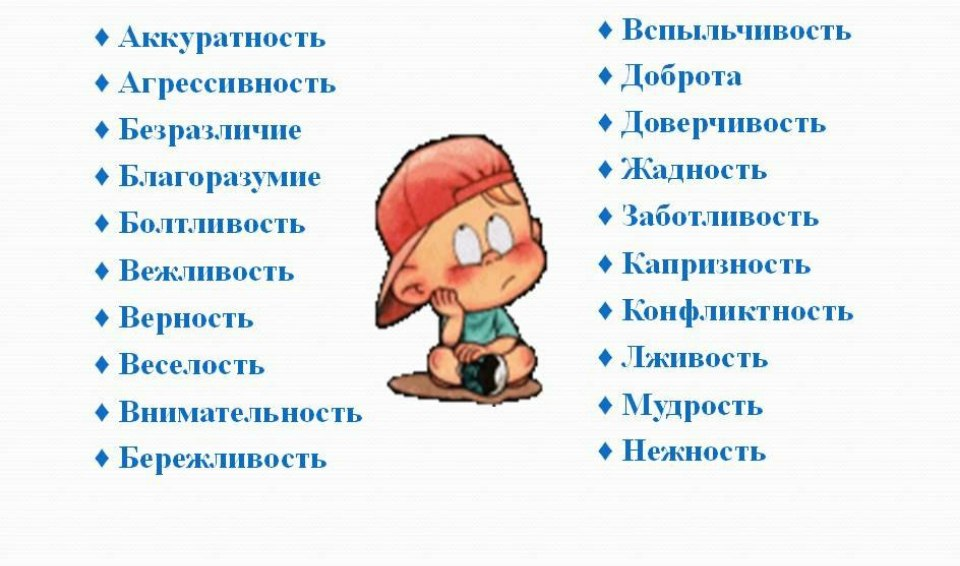 ♦ Аккуратность
♦ Агрессивность
♦ Безразличие
♦ Благоразумие
♦ Болтливость
♦ Вежливость
♦ Верность
♦ Веселость
♦ Внимательность
♦ Бережливость
♦ Вспыльчивость
♦ Доброта
♦ Доверчивость
♦ Жадность
♦ Заботливость
♦ Капризность
♦ Конфликтность
♦ Лживость
♦ Мудрость
♦ Нежность